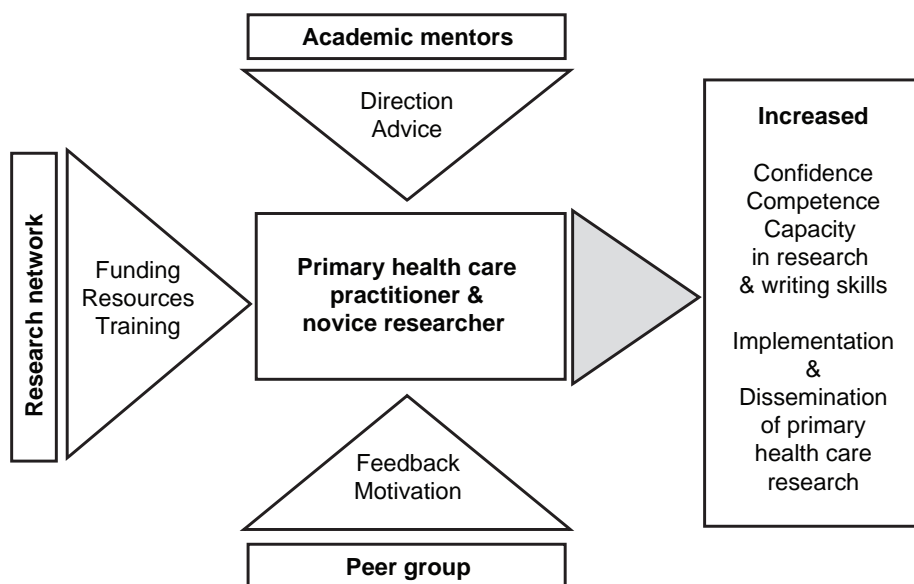 Academic mentors
Direction
Advice
Research network
Funding
Resources
Training
Primary health care
practitioner &
novice researcher
Feedback
Motivation
Peer group
Increased
Confidence
Competence
Capacity
in research
& writing skills
Implementation
&
Dissemination
of primary
health care
research